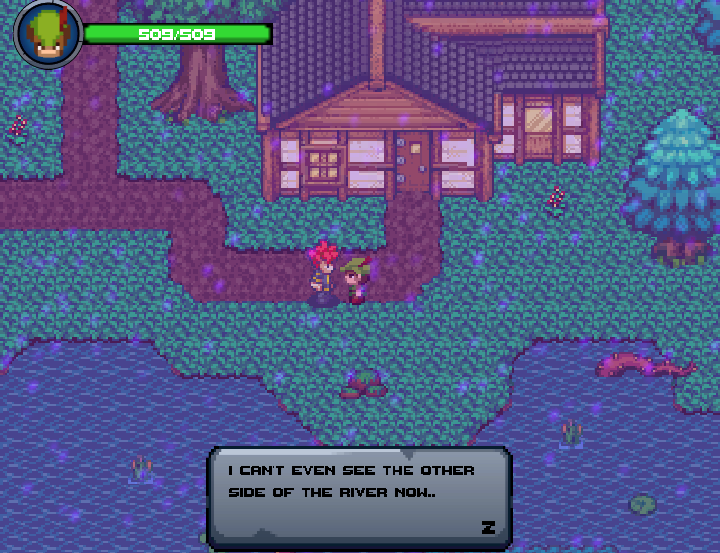 509/509
I CAN'T EVEN SEE THE OTHER
SIDE OF THE RIVER NOW..
Z